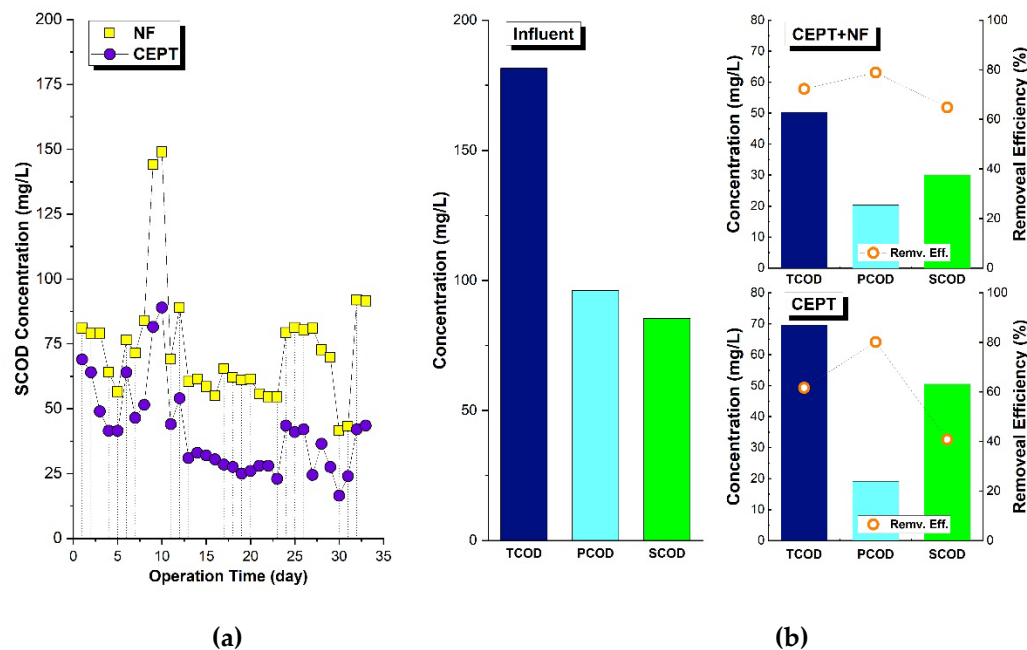 NF
CEPT
SCOD Concentration (mg/L)
200
175
150
125
100
75
50
25
0
0 5 10 15 20 25 30 35
Operation Time (day)
(a)
Influent
Concentration (mg/L)
200
150
100
50
0
TCOD PCOD SCOD
CEPT+NF
Concentration (mg/L)
80
70
60
50
40
30
20
10
0
Remv. Eff.
TCOD PCOD SCOD
100
80
60
40
20
0
Removeal Efficiency (%)
CEPT
Concentration (mg/L)
80
70
60
50
40
30
20
10
0
Remv. Eff.
TCOD PCOD SCOD
100
80
60
40
20
0
Removeal Efficiency (%)
(b)